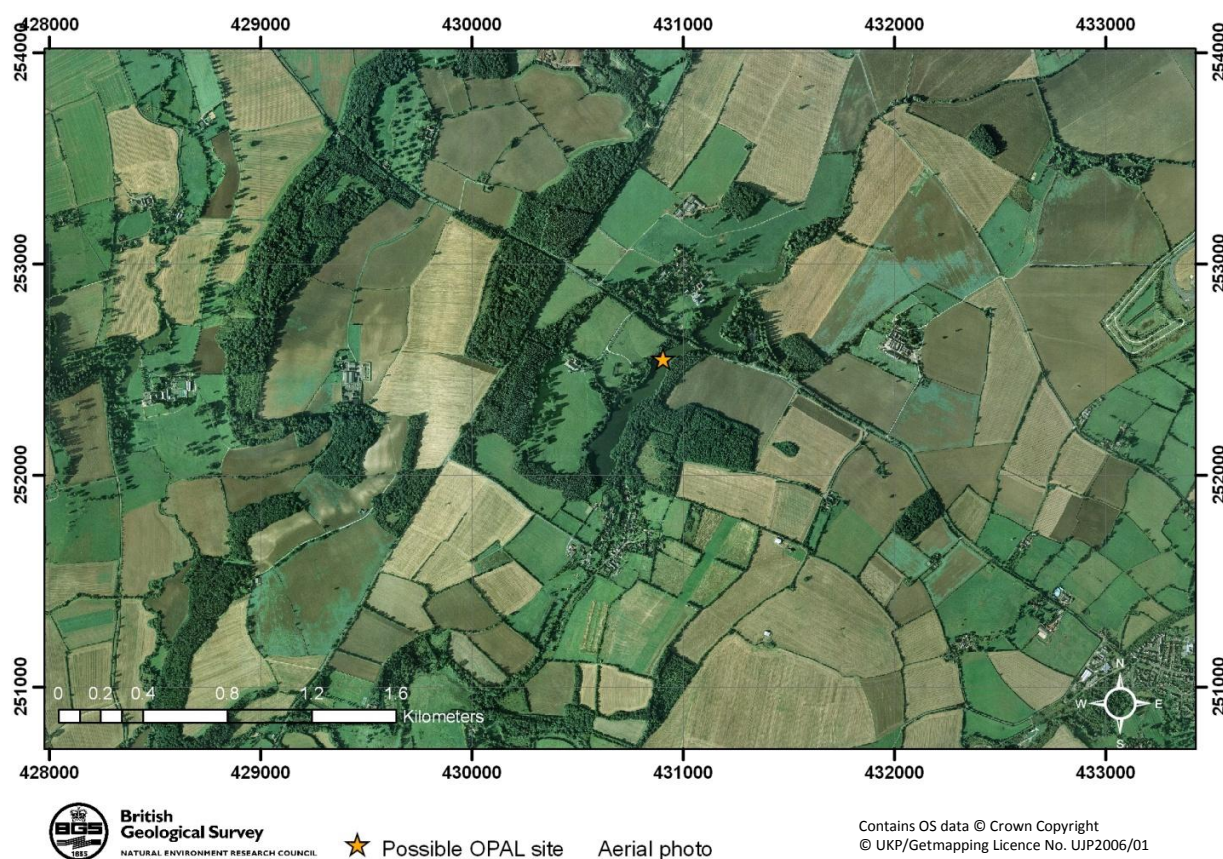 428000 429000 430000 431000 432000 433000
254000 254000
253000 253000
252000 252000
251000 251000
N
W E
S
0 0.2 0.4 0.8 1.2 1.6
Kilometers
428000 429000 430000 431000 432000 433000
BGS
1835
British
Geological Survey
NATURAL ENVIRONMENT RESEARCH COUNCIL
Possible OPAL site Aerial photo
Contains OS data © Crown Copyright
© UKP/Getmapping Licence No. UJP2006/01